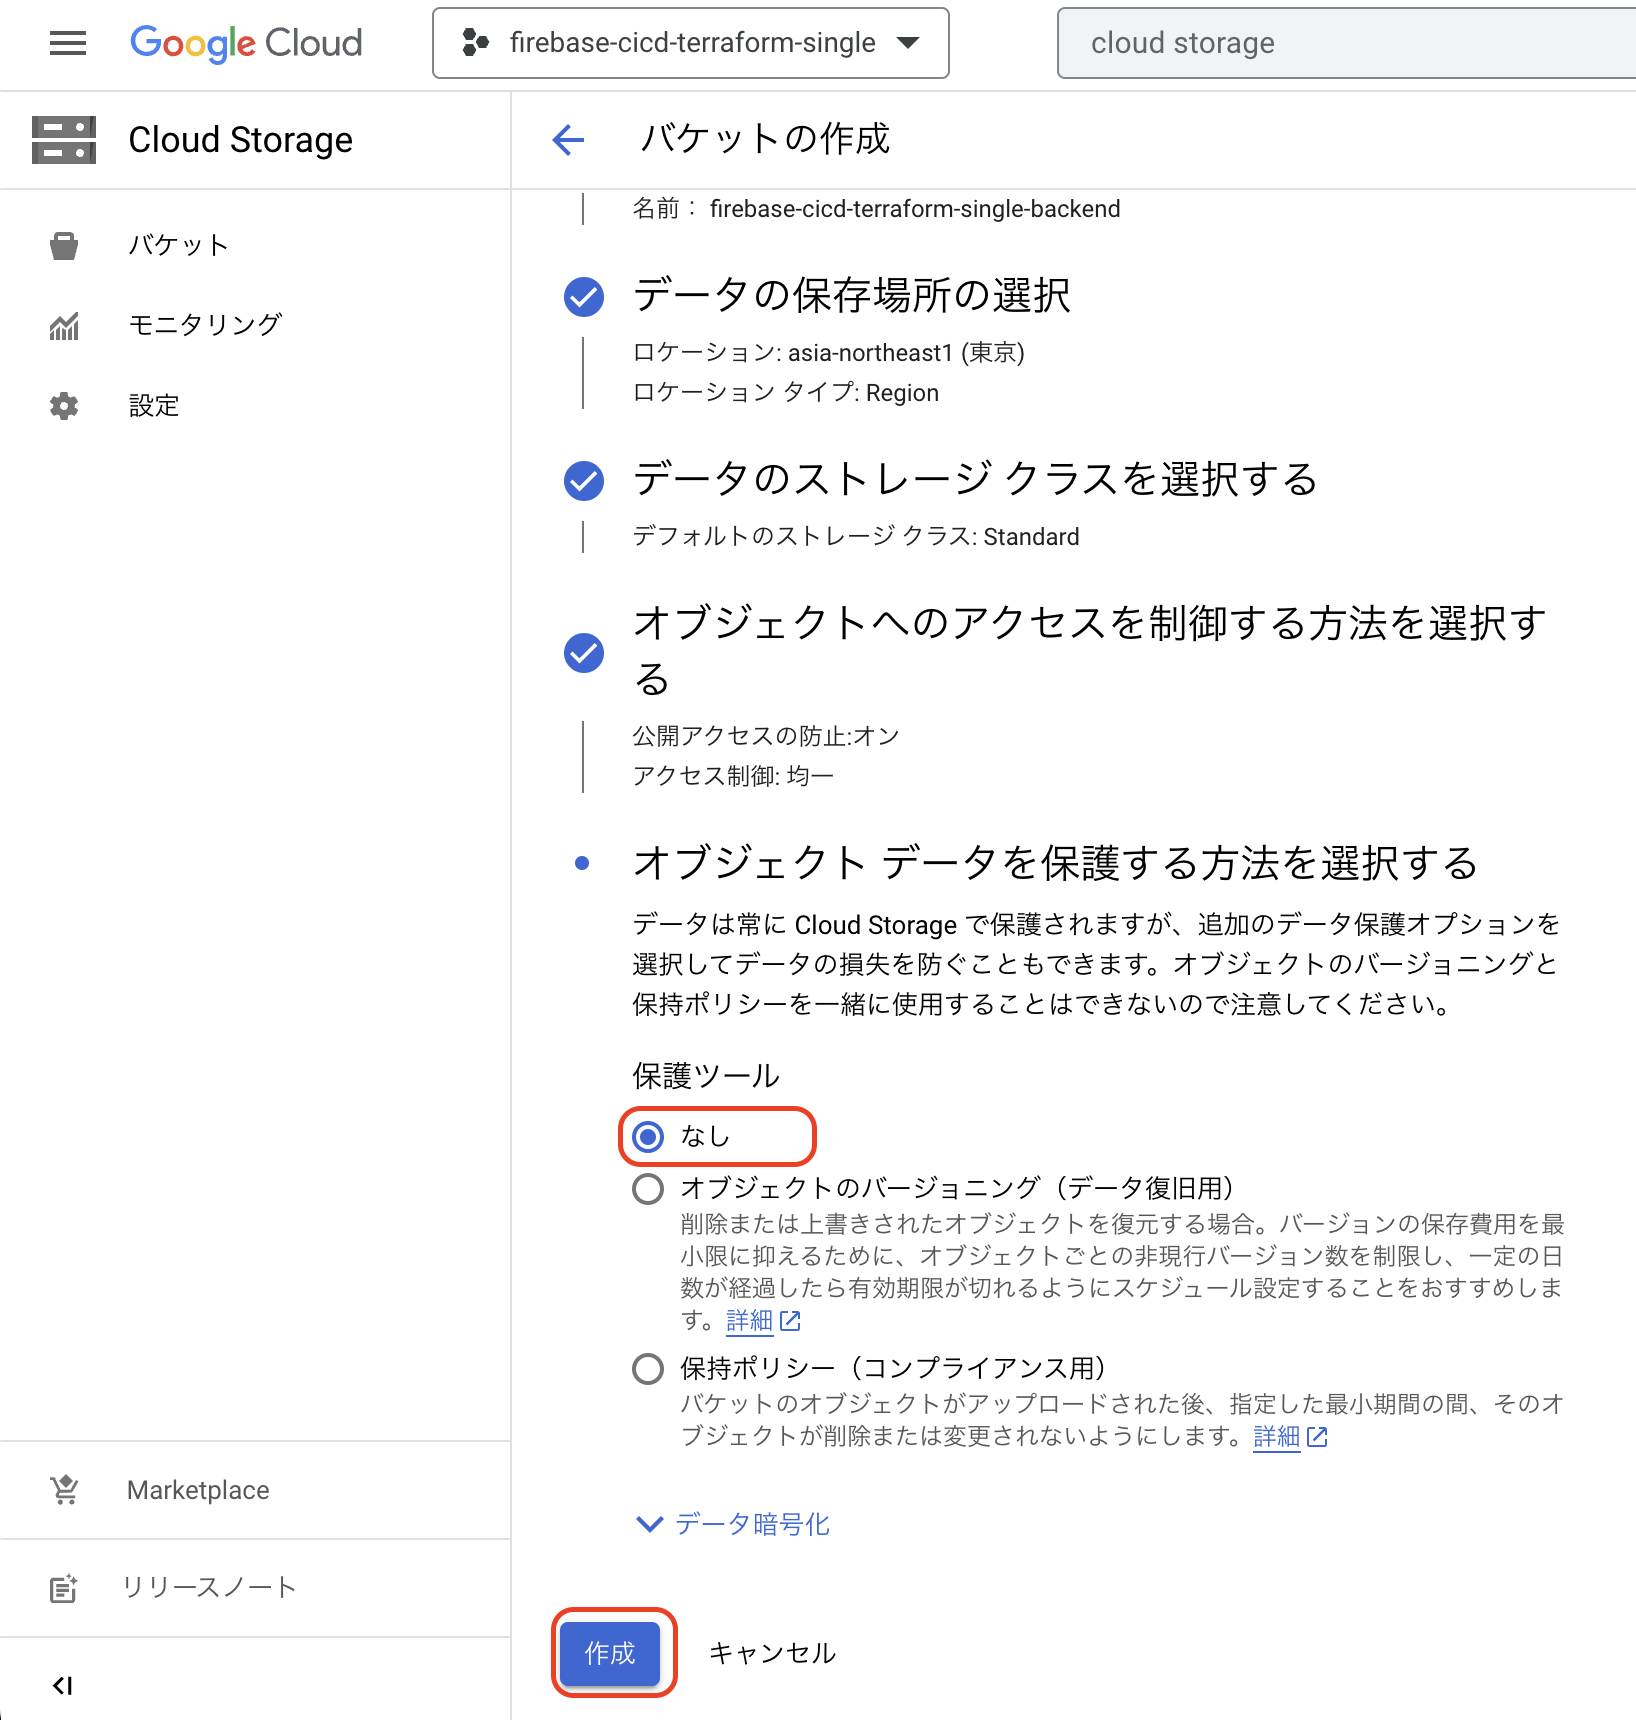 Google Cloud
firebase-cicd-terraform-single
cloud storage
Cloud Storage
バケットの作成
バケット
モニタリング
設定
名前： firebase-cicd-terraform-single-backend
データの保存場所の選択
ロケーション: asia-northeast1 (東京)
ロケーション タイプ: Region
データのストレージ クラスを選択する
デフォルトのストレージ クラス: Standard
オブジェクトへのアクセスを制御する方法を選択す
る
公開アクセスの防止:オン
アクセス制御: 均一
オブジェクト データを保護する方法を選択する
データは常に Cloud Storage で保護されますが、追加のデータ保護オプションを
選択してデータの損失を防ぐこともできます。オブジェクトのバージョニングと
保持ポリシーを一緒に使用することはできないので注意してください。
保護ツール
なし
オブジェクトのバージョニング（データ復旧用）
削除または上書きされたオブジェクトを復元する場合。バージョンの保存費用を最
小限に抑えるために、オブジェクトごとの非現行バージョン数を制限し、一定の日
数が経過したら有効期限が切れるようにスケジュール設定することをおすすめしま
す。詳細
保持ポリシー（コンプライアンス用）
バケットのオブジェクトがアップロードされた後、指定した最小期間の間、そのオ
ブジェクトが削除または変更されないようにします。詳細
データ暗号化
作成
キャンセル
Marketplace
リリースノート